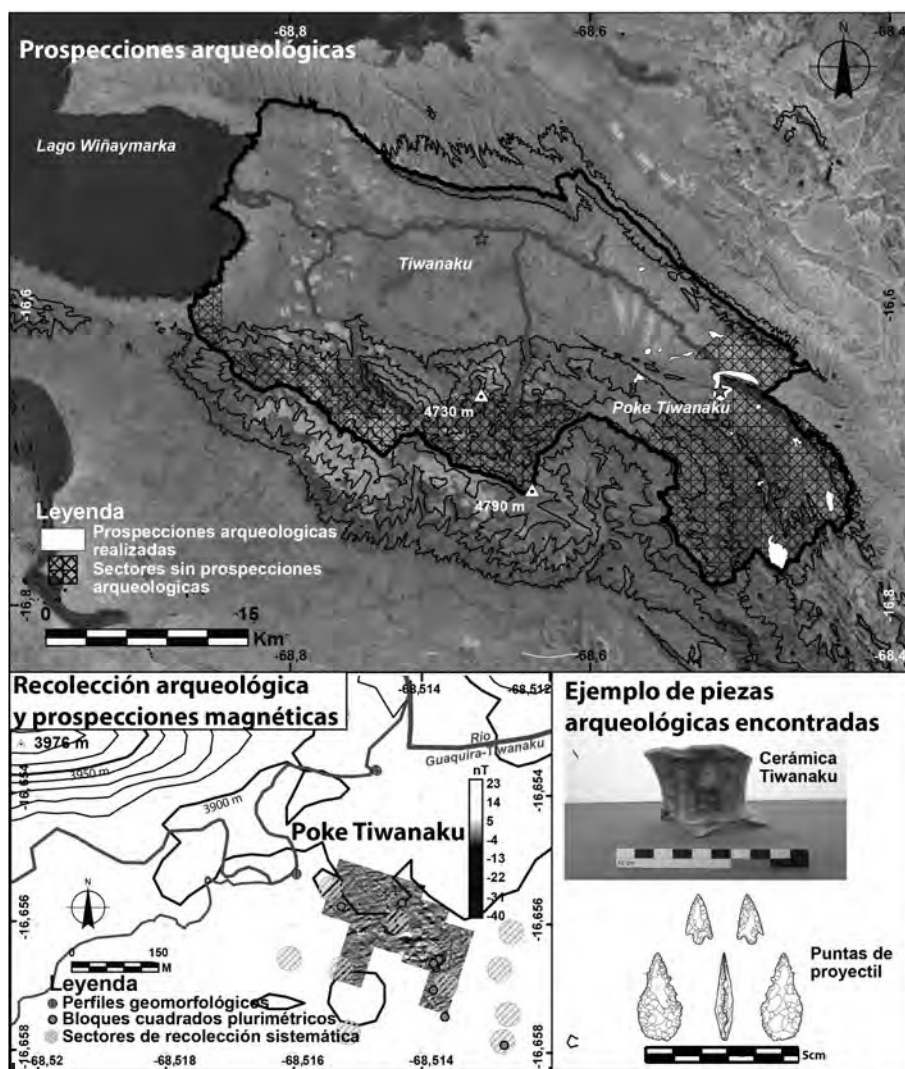 Prospecciones arqueológicas
-68,8
-68,6
-68,4
N
Lago Wiñaymarka
Tiwanaku
-16,6
-16,6
Poke Tiwanaku
4730 m
4790 m
Leyenda
Prospecciones arqueologicas
realizadas
Sectores sin prospecciones
arqueologicas
0
15
Km
-16,8
-16,8
-68,8
-68,6
-68,4
Recolección arqueológica
y prospecciones magnéticas
-68,514
-68,512
3976 m
3950 m
3900 m
Río
Guaquira-Tiwanaku
nT
23
14
5
-4
-13
-22
-31
-40
-16,654
-16,654
Poke Tiwanaku
N
-16,656
-16,656
0
150
M
Leyenda
Perfiles geomorfológicos
Bloques cuadrados plurimétricos
Sectores de recolección sistemática
-16,658
-16,658
-68,52
-68,518
-68,516
-68,514
Ejemplo de piezas
arqueológicas encontradas
Cerámica
Tiwanaku
Puntas de
proyectil
5cm